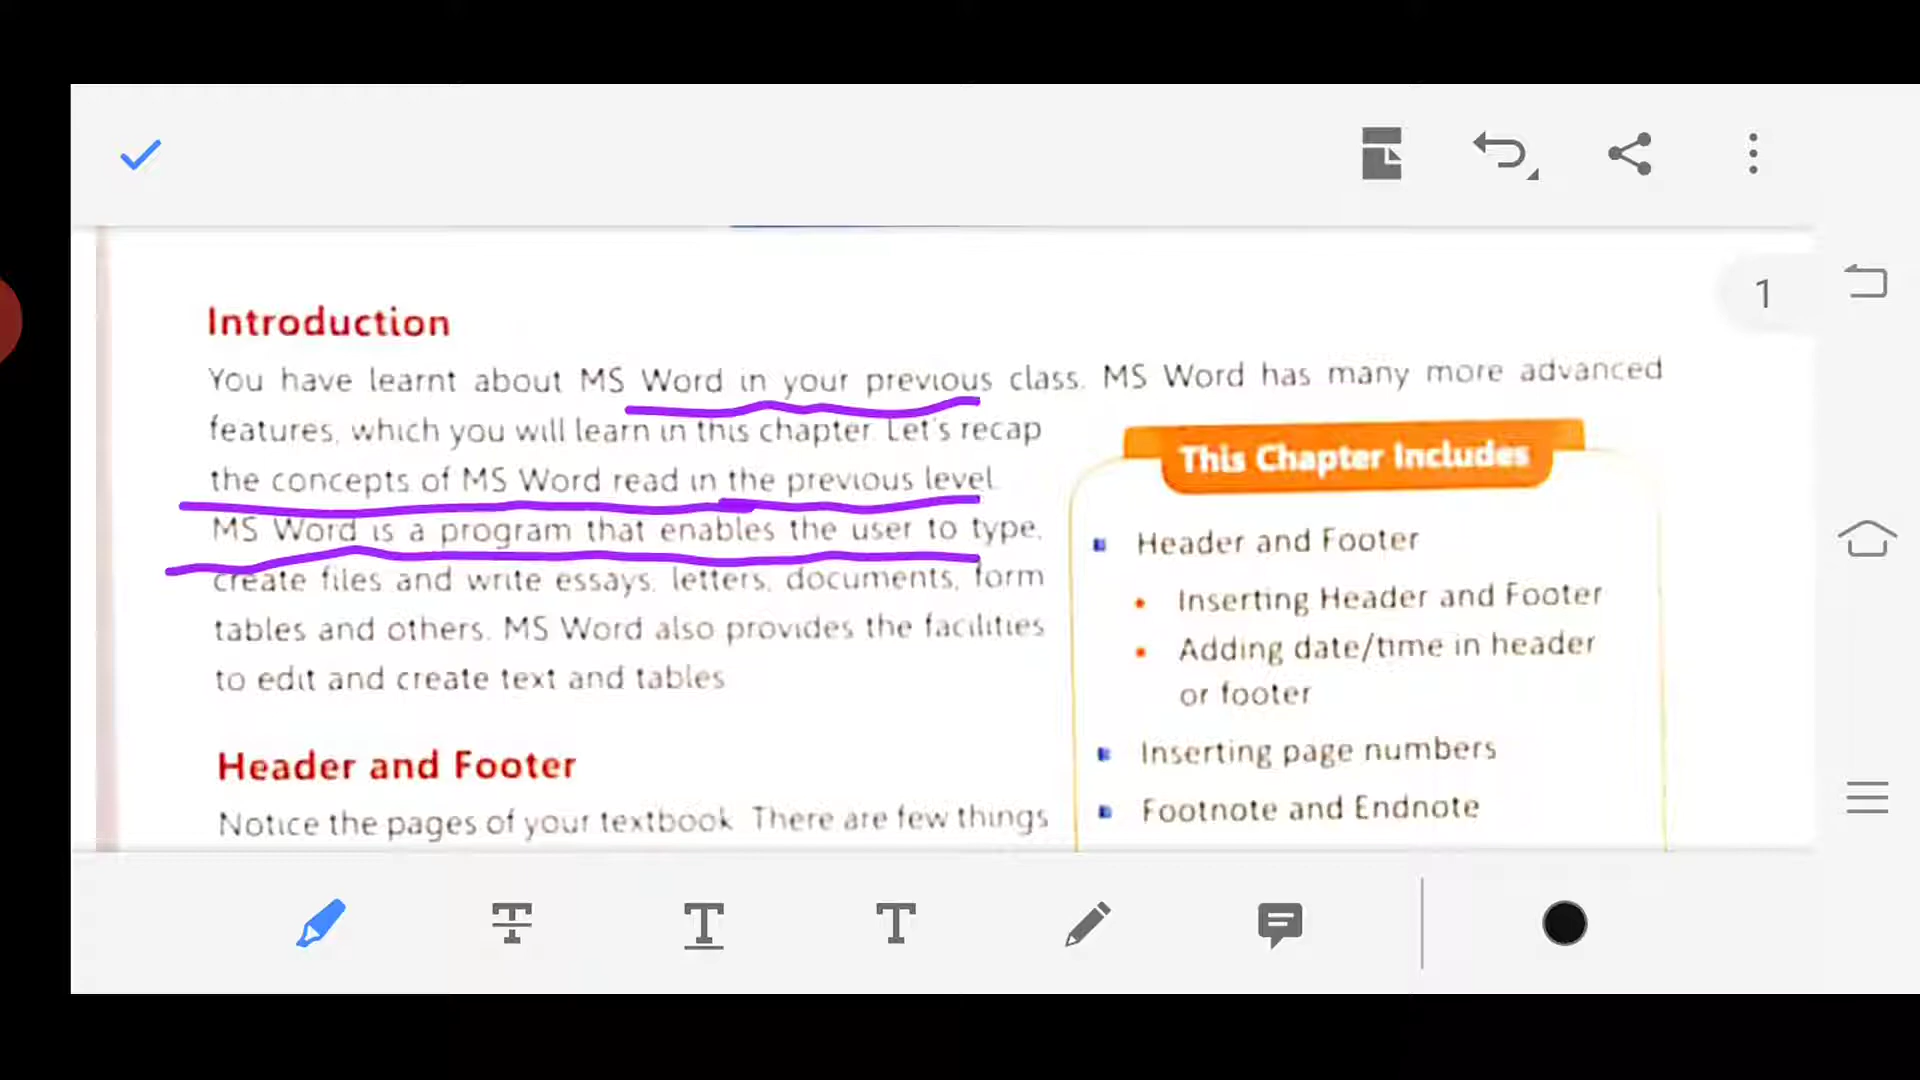 1
Introduction
You have learnt about MS Word in your previous class. MS Word has many more advanced
features, which you will learn in this chapter. Let's recap
the concepts of MS Word read in the previous level.
MS Word is a program that enables the user to type,
create files and write essays, letters, documents, form
tables and others. MS Word also provides the facilities
to edit and create text and tables
Header and Footer
Notice the pages of your textbook. There are few things
This Chapter Includes
Header and Footer
Inserting Header and Footer
Adding date/time in header
or footer
Inserting page numbers
Footnote and Endnote